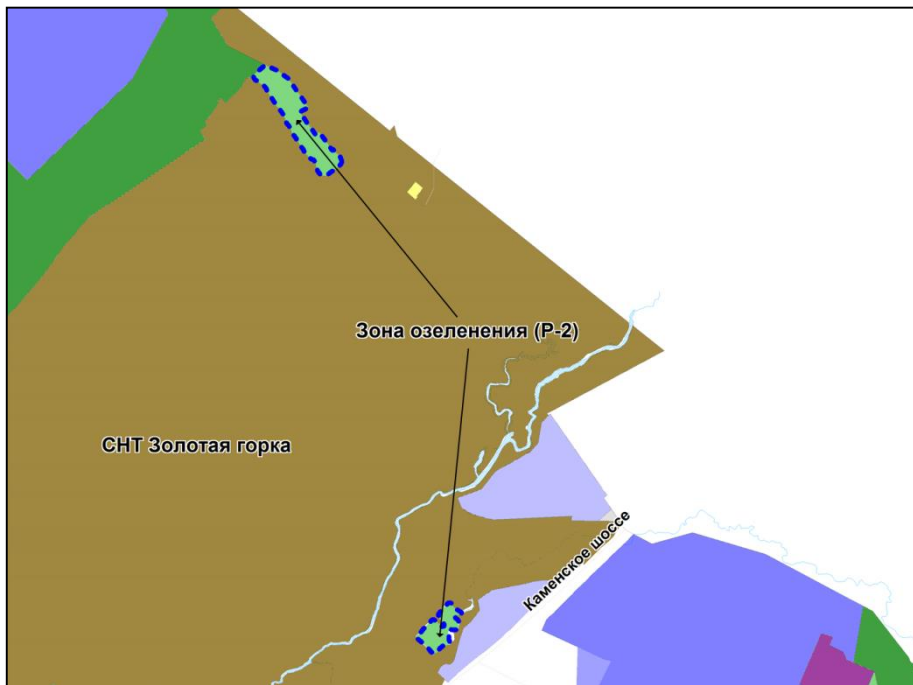 Зона озеленения (Р-2)
СНТ Золотая горка
Каменское шоссе